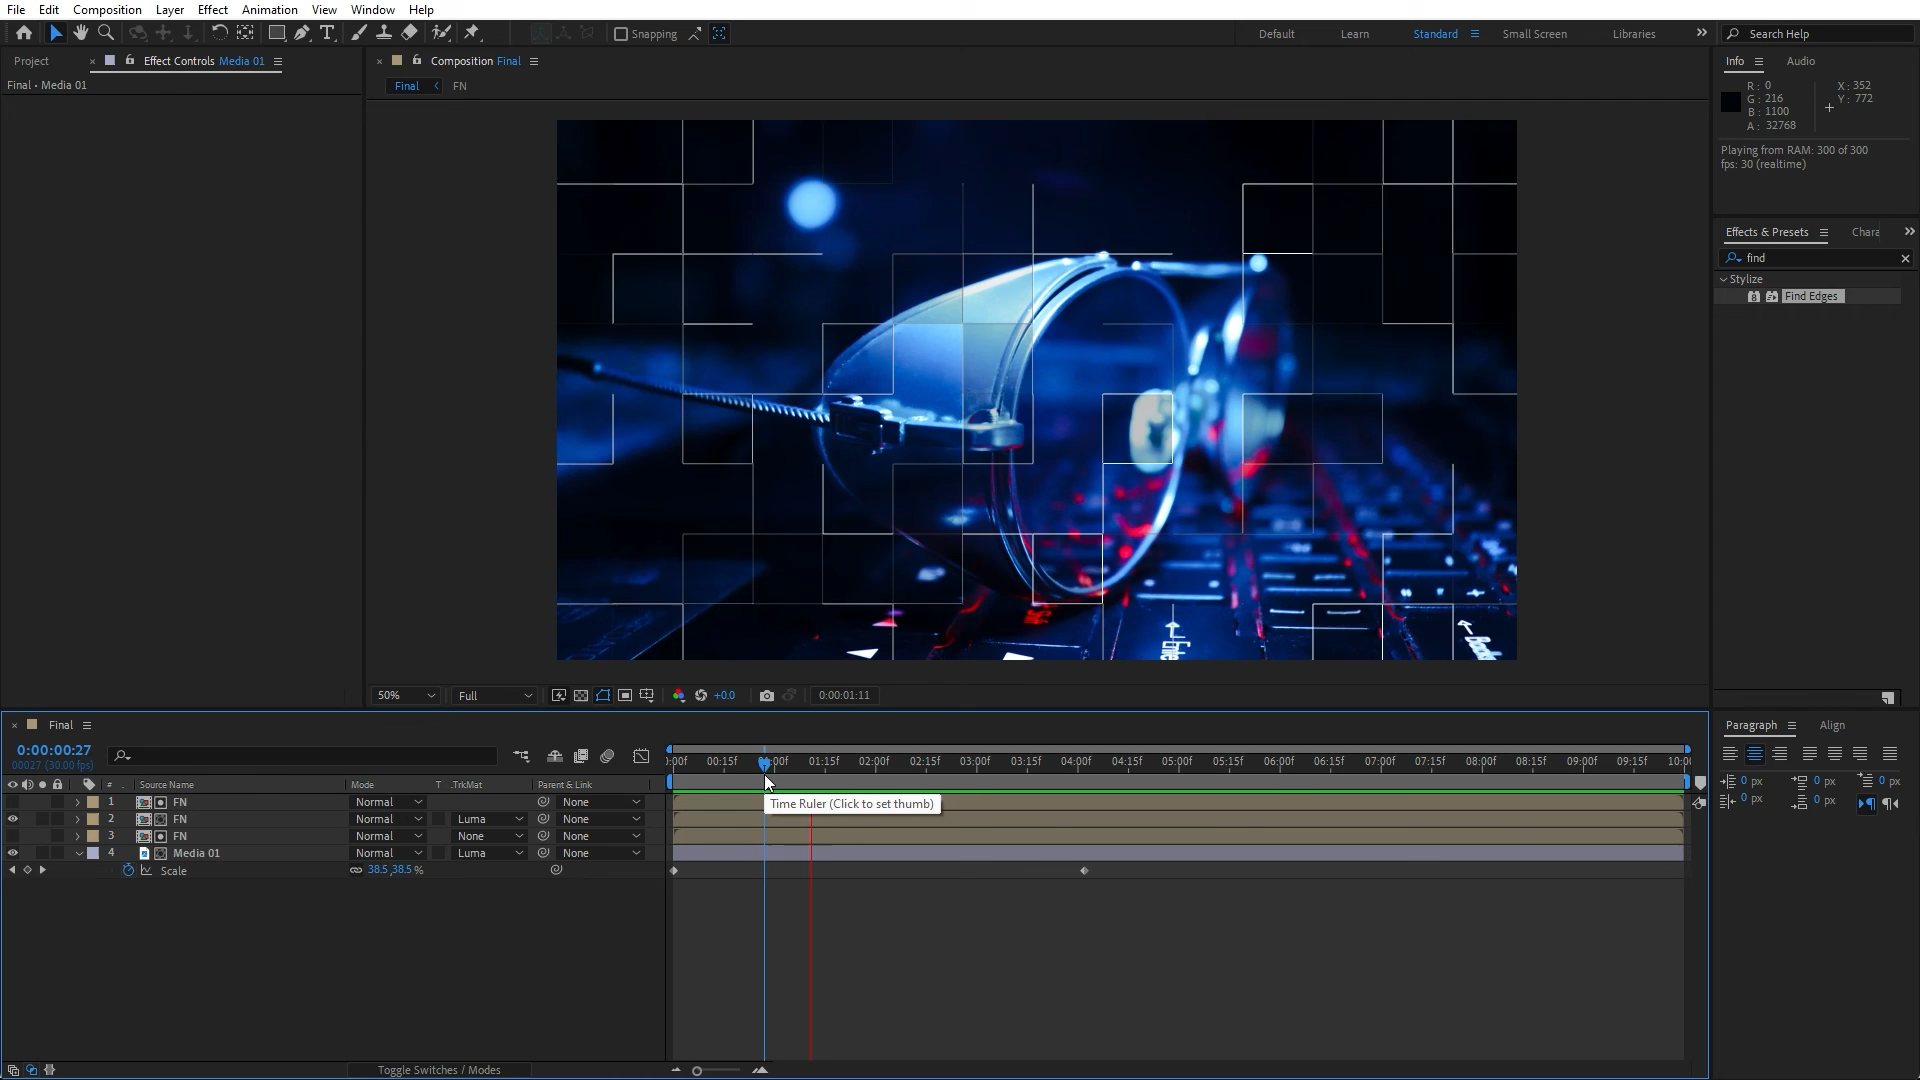 File Edit Composition Layer Effect Animation View Window Help
Snapping
Default Learn Standard Small Screen Libraries
Search Help
Project
Effect Controls Media 01
Final • Media 01
Composition Final
Final FN
Info Audio
R: 0
G: 216
B: 1100
A: 32768
X: 352
Y: 772
Playing from RAM: 300 of 300
fps: 30 (realtime)
Effects & Presets Chara
find
Stylize
Find Edges
Enter
50% Full +0.0 0:00:01:11
Final
0:00:00:27
00027 (30.00 fps)
# Source Name Mode T .TrkMat Parent & Link
1 FN Normal None
2 FN Normal Luma None
3 FN Normal None None
4 Media 01 Normal Luma None
Scale 38.5,38.5 %
:00f 00:15f 01:00f 01:15f 02:00f 02:15f 03:00f 03:15f 04:00f 04:15f 05:00f 05:15f 06:00f 06:15f 07:00f 07:15f 08:00f 08:15f 09:00f 09:15f 10:00
Time Ruler (Click to set thumb)
Toggle Switches / Modes
Paragraph Align
0 px 0 px 0 px
0 px 0 px